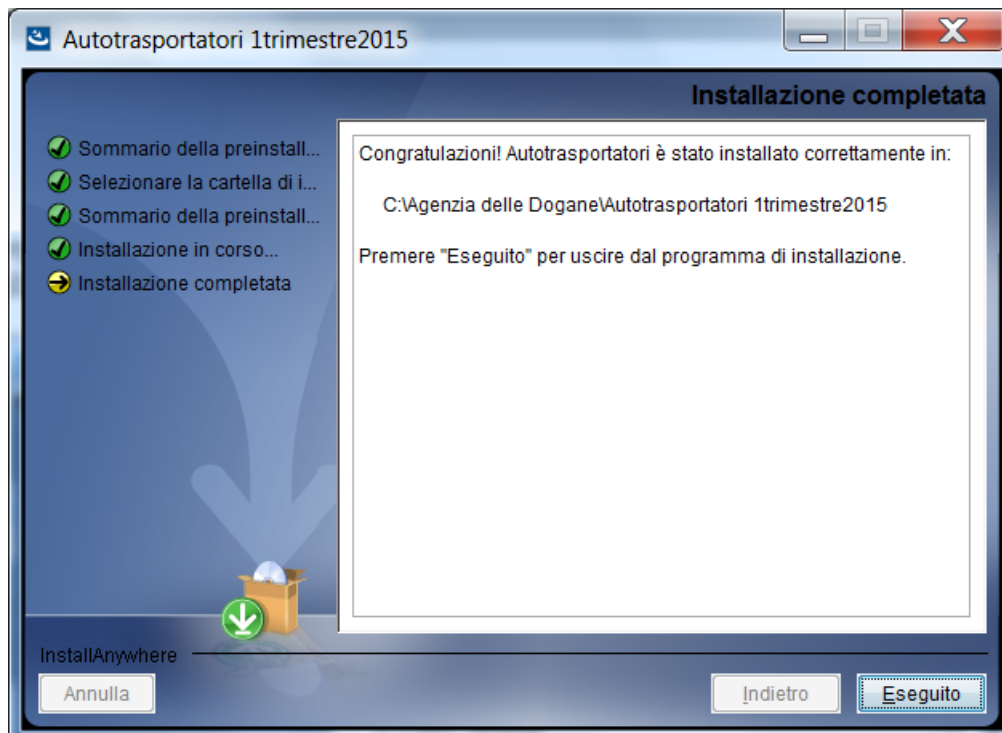 Autotrasportatori 1trimestre2015
Installazione completata
Sommario della preinstall...
Selezionare la cartella di i...
Sommario della preinstall...
Installazione in corso...
Installazione completata
Congratulazioni! Autotrasportatori è stato installato correttamente in:
C:\Agenzia delle Dogane\Autotrasportatori 1trimestre2015
Premere "Eseguito" per uscire dal programma di installazione.
InstallAnywhere
Annulla
Indietro
Eseguito